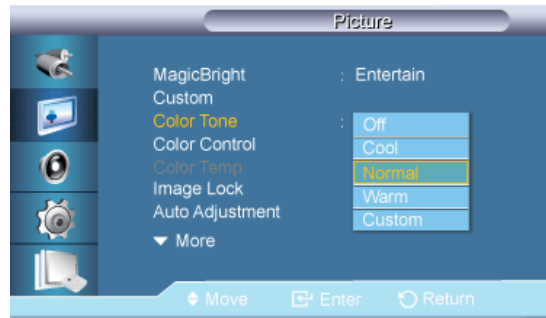 Picture
MagicBright : Entertain
Custom
Color Tone : Off
Color Control Cool
Color Temp. Normal
Image Lock Warm
Auto Adjustment Custom
▼ More
Move Enter Return